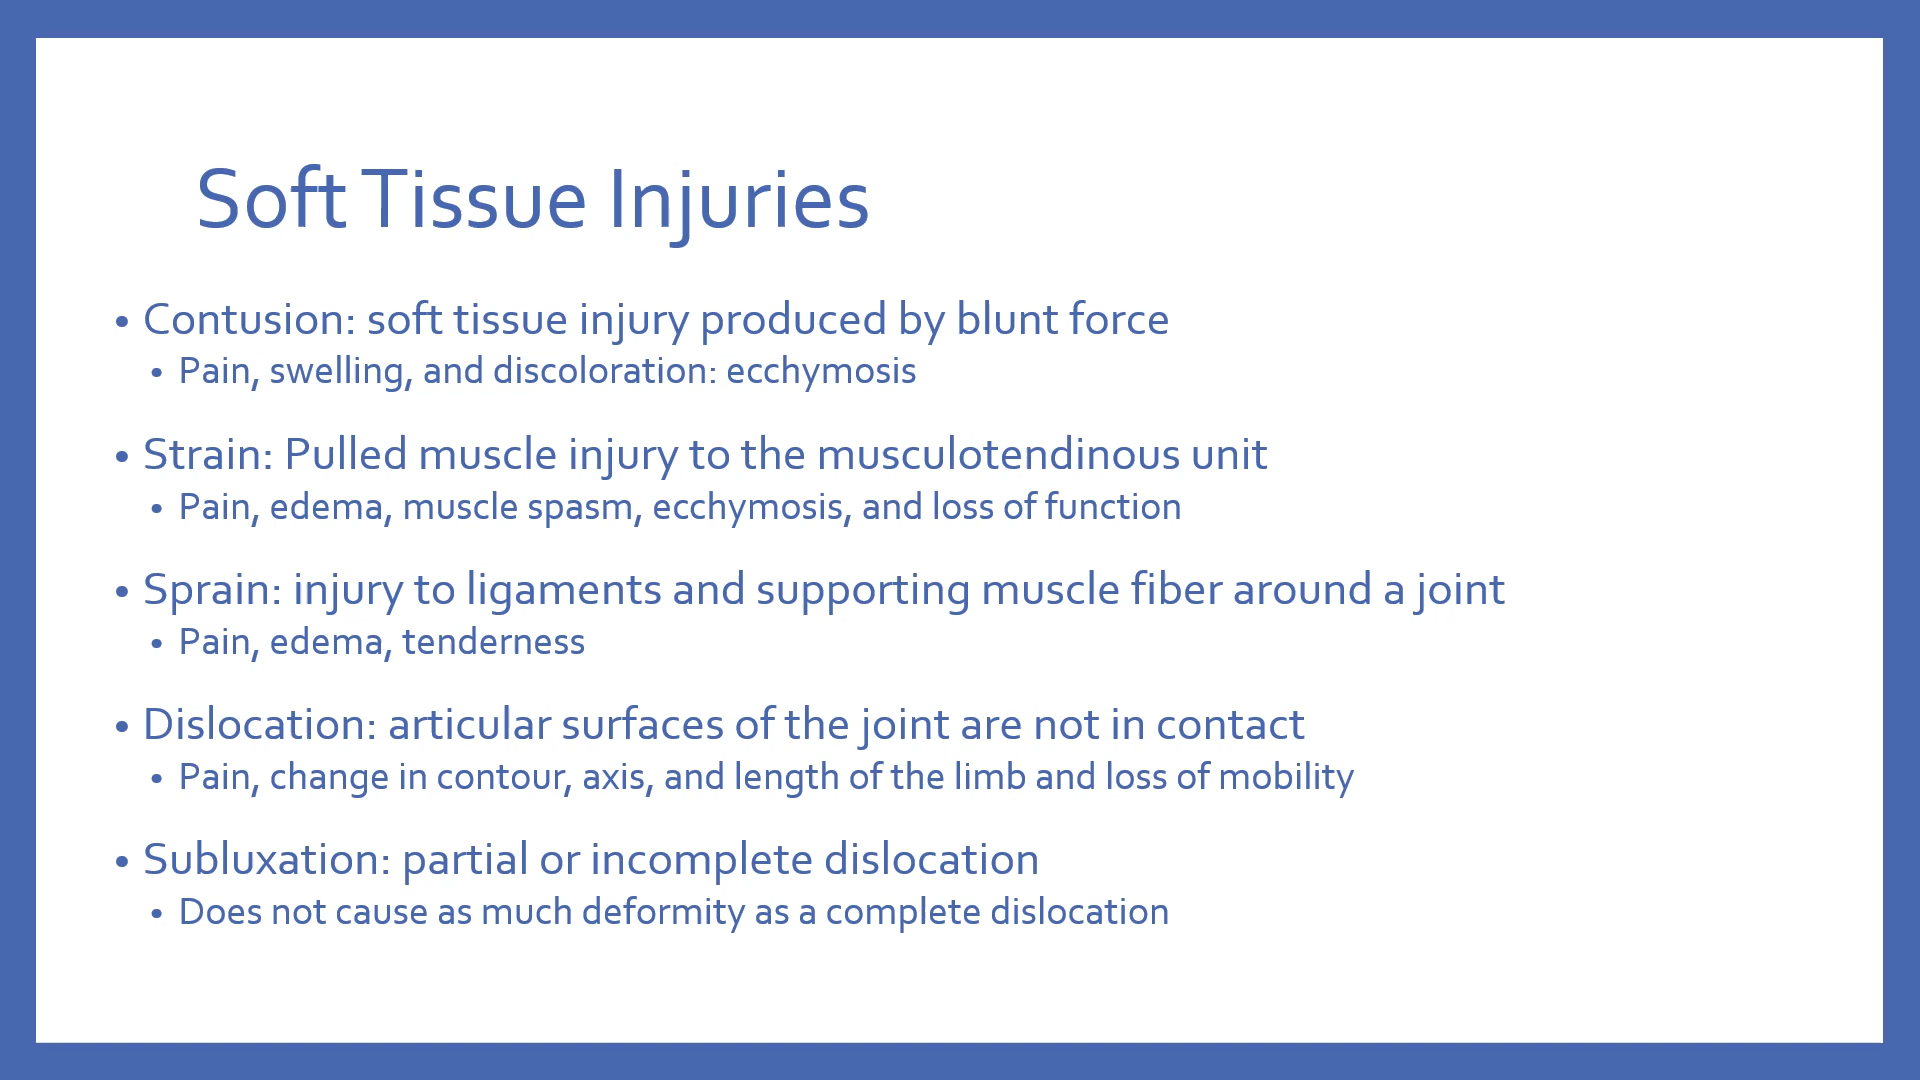 Soft Tissue Injuries
• Contusion: soft tissue injury produced by blunt force
• Pain, swelling, and discoloration: ecchymosis
• Strain: Pulled muscle injury to the musculotendinous unit
• Pain, edema, muscle spasm, ecchymosis, and loss of function
• Sprain: injury to ligaments and supporting muscle fiber around a joint
• Pain, edema, tenderness
• Dislocation: articular surfaces of the joint are not in contact
• Pain, change in contour, axis, and length of the limb and loss of mobility
• Subluxation: partial or incomplete dislocation
• Does not cause as much deformity as a complete dislocation